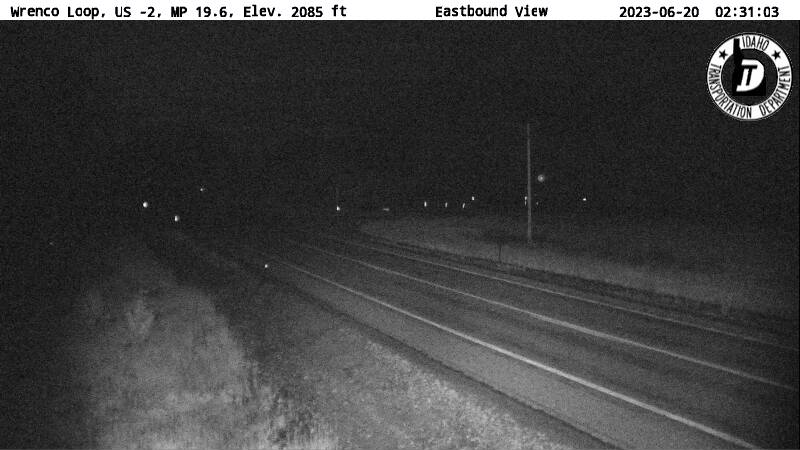 Wrenco Loop, US -2, MP 19.6, Elev. 2085 ft Eastbound View 2023-06-20 02:31:03
IDAHO
TRANSPORTATION DEPARTMENT